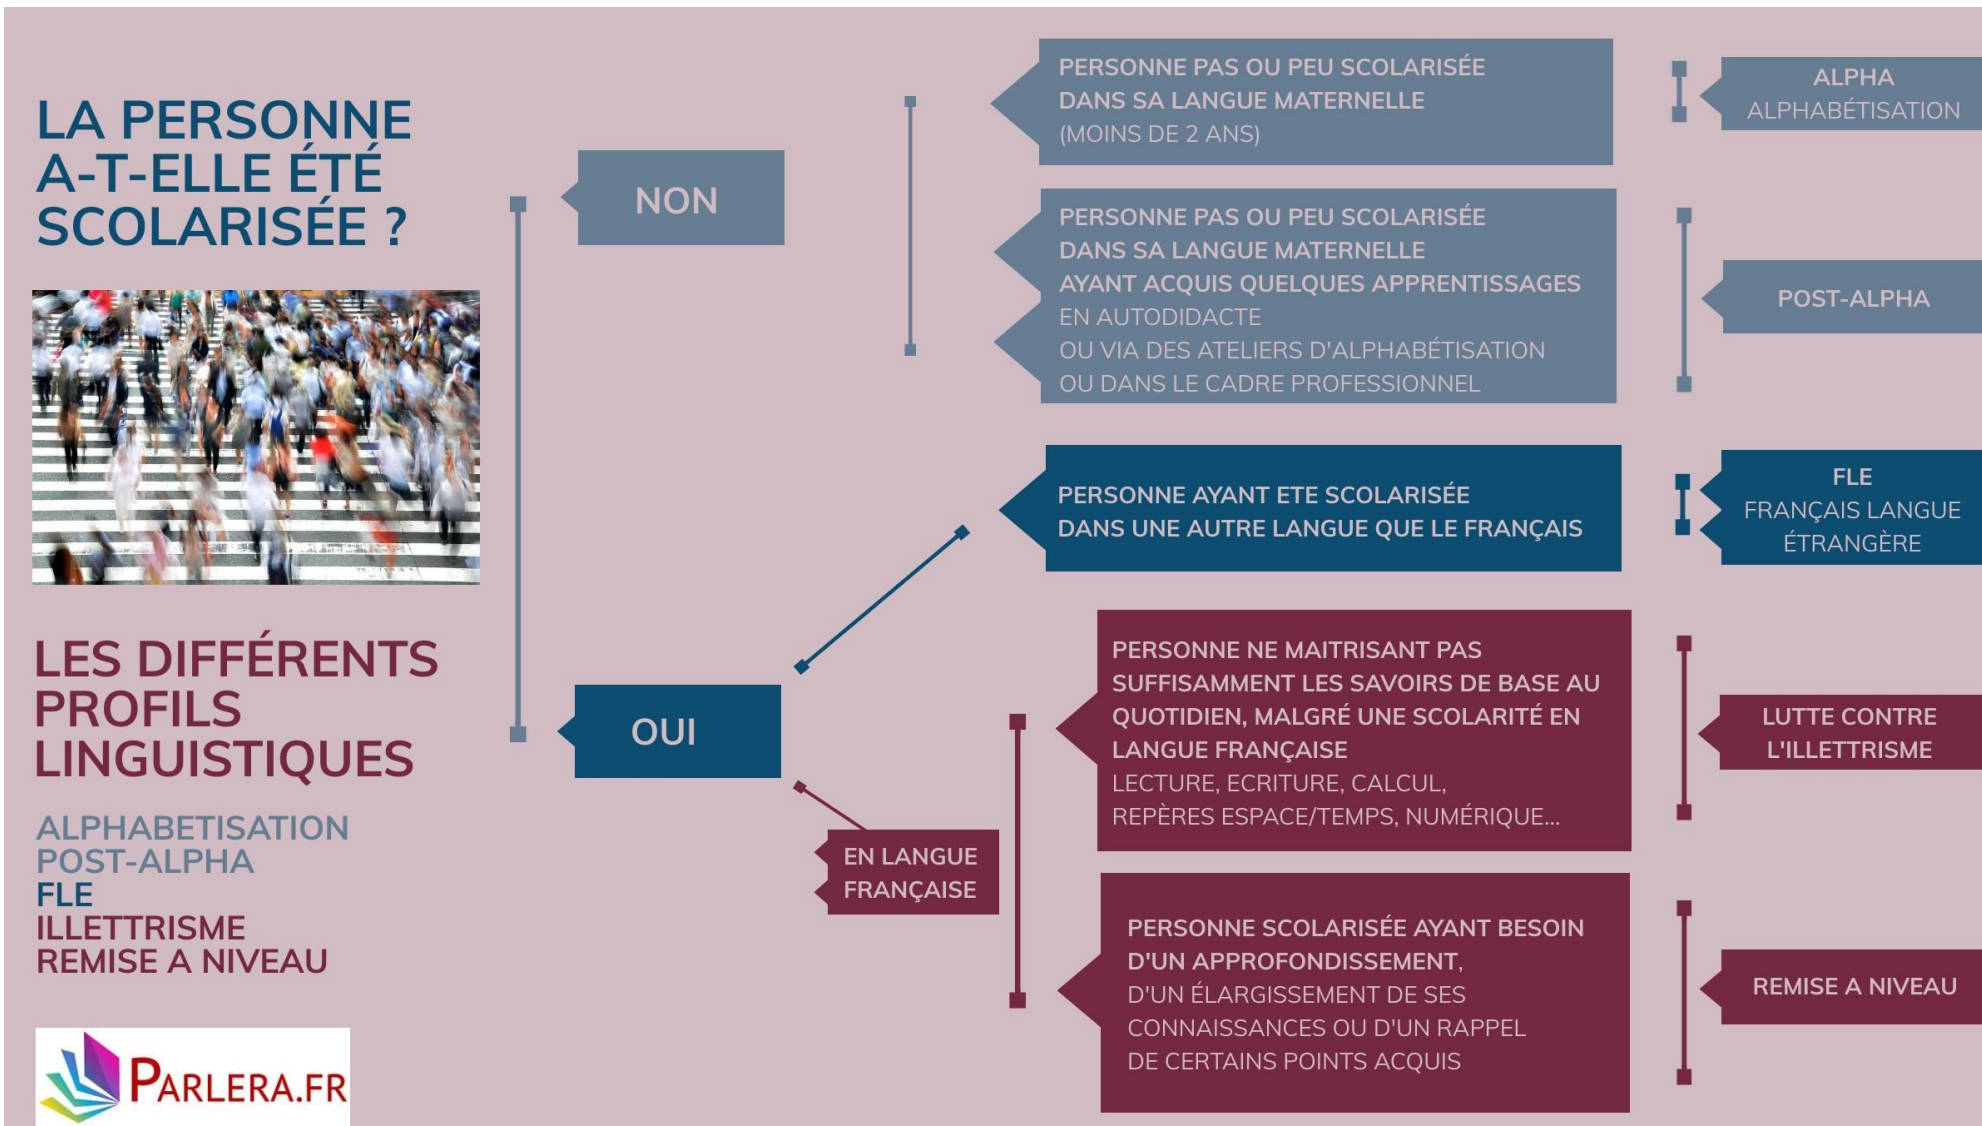 LA PERSONNE
A-T-ELLE ÉTÉ
SCOLARISÉE ?
LES DIFFÉRENTS
PROFILS
LINGUISTIQUES
ALPHABETISATION
POST-ALPHA
FLE
ILLETTRISME
REMISE A NIVEAU
PARLERA.FR
NON
PERSONNE PAS OU PEU SCOLARISÉE
DANS SA LANGUE MATERNELLE
(MOINS DE 2 ANS)
ALPHA
ALPHABÉTISATION
PERSONNE PAS OU PEU SCOLARISÉE
DANS SA LANGUE MATERNELLE
AYANT ACQUIS QUELQUES APPRENTISSAGES
EN AUTODIDACTE
OU VIA DES ATELIERS D'ALPHABÉTISATION
OU DANS LE CADRE PROFESSIONNEL
POST-ALPHA
OUI
PERSONNE AYANT ETE SCOLARISÉE
DANS UNE AUTRE LANGUE QUE LE FRANÇAIS
FLE
FRANÇAIS LANGUE
ÉTRANGÈRE
EN LANGUE
FRANÇAISE
PERSONNE NE MAITRISANT PAS
SUFFISAMMENT LES SAVOIRS DE BASE AU
QUOTIDIEN, MALGRÉ UNE SCOLARITÉ EN
LANGUE FRANÇAISE
LECTURE, ECRITURE, CALCUL,
REPÈRES ESPACE/TEMPS, NUMÉRIQUE...
LUTTE CONTRE
L'ILLETTRISME
PERSONNE SCOLARISÉE AYANT BESOIN
D'UN APPROFONDISSEMENT,
D'UN ÉLARGISSEMENT DE SES
CONNAISSANCES OU D'UN RAPPEL
DE CERTAINS POINTS ACQUIS
REMISE A NIVEAU